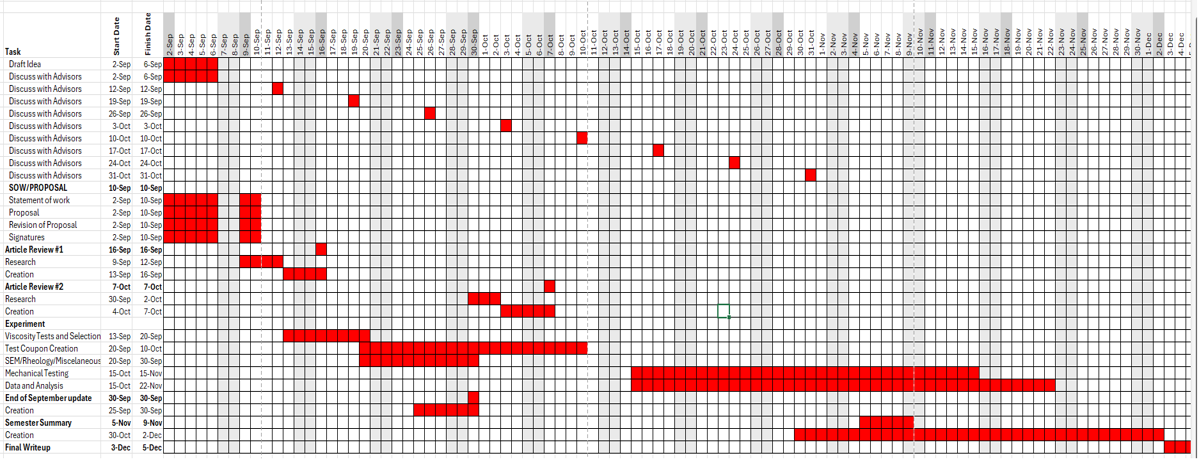 Task Start Date Finish Date 2-Sep 3-Sep 4-Sep 5-Sep 6-Sep 7-Sep 8-Sep 9-Sep 10-Sep 11-Sep 12-Sep 13-Sep 14-Sep 15-Sep 16-Sep 17-Sep 18-Sep 19-Sep 20-Sep 21-Sep 22-Sep 23-Sep 24-Sep 25-Sep 26-Sep 27-Sep 28-Sep 29-Sep 30-Sep 1-Oct 2-Oct 3-Oct 4-Oct 5-Oct 6-Oct 7-Oct 8-Oct 9-Oct 10-Oct 11-Oct 12-Oct 13-Oct 14-Oct 15-Oct 16-Oct 17-Oct 18-Oct 19-Oct 20-Oct 21-Oct 22-Oct 23-Oct 24-Oct 25-Oct 26-Oct 27-Oct 28-Oct 29-Oct 30-Oct 31-Oct 1-Nov 2-Nov 3-Nov 4-Nov 5-Nov 6-Nov 7-Nov 8-Nov 9-Nov 10-Nov 11-Nov 12-Nov 13-Nov 14-Nov 15-Nov 16-Nov 17-Nov 18-Nov 19-Nov 20-Nov 21-Nov 22-Nov 23-Nov 24-Nov 25-Nov 26-Nov 27-Nov 28-Nov 29-Nov 30-Nov 1-Dec 2-Dec 3-Dec 4-Dec
Draft Idea 2-Sep 6-Sep
Discuss with Advisors 2-Sep 6-Sep
Discuss with Advisors 12-Sep 12-Sep
Discuss with Advisors 19-Sep 19-Sep
Discuss with Advisors 26-Sep 26-Sep
Discuss with Advisors 3-Oct 3-Oct
Discuss with Advisors 10-Oct 10-Oct
Discuss with Advisors 17-Oct 17-Oct
Discuss with Advisors 24-Oct 24-Oct
Discuss with Advisors 31-Oct 31-Oct
SOW/PROPOSAL 10-Sep 10-Sep
Statement of work 2-Sep 10-Sep
Proposal 2-Sep 10-Sep
Revision of Proposal 2-Sep 10-Sep
Signatures 2-Sep 10-Sep
Article Review #1 16-Sep 16-Sep
Research 9-Sep 12-Sep
Creation 13-Sep 16-Sep
Article Review #2 7-Oct 7-Oct
Research 30-Sep 2-Oct
Creation 4-Oct 7-Oct
Experiment
Viscosity Tests and Selection 13-Sep 20-Sep
Test Coupon Creation 20-Sep 10-Oct
SEM/Rheology/Miscelaneous 20-Sep 30-Sep
Mechanical Testing 15-Oct 15-Nov
Data and Analysis 15-Oct 22-Nov
End of September update 30-Sep 30-Sep
Creation 25-Sep 30-Sep
Semester Summary 5-Nov 9-Nov
Creation 30-Oct 2-Dec
Final Writeup 3-Dec 5-Dec